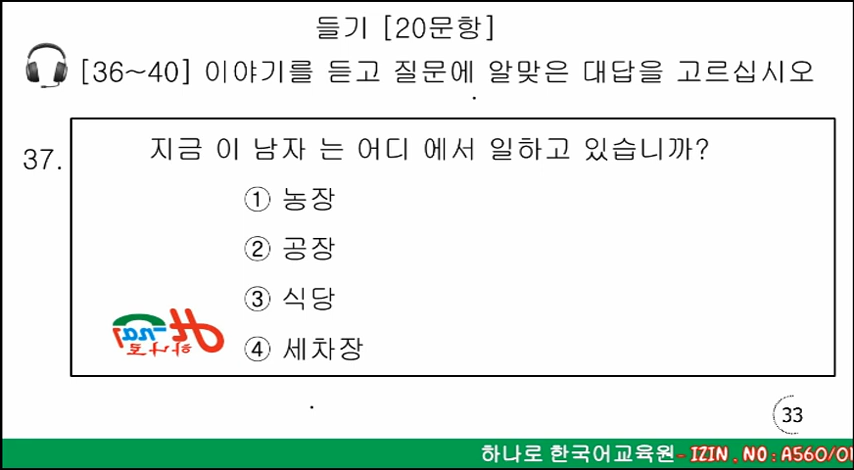 듣기 [20문항]
[36~40] 이야기를 듣고 질문에 알맞은 대답을 고르십시오
37.
지금 이 남자 는 어디 에서 일하고 있습니까?
① 농장
② 공장
③ 식당
④ 세차장
하나로
33
하나로 한국어교육원 - IZIN . NO : A560/01